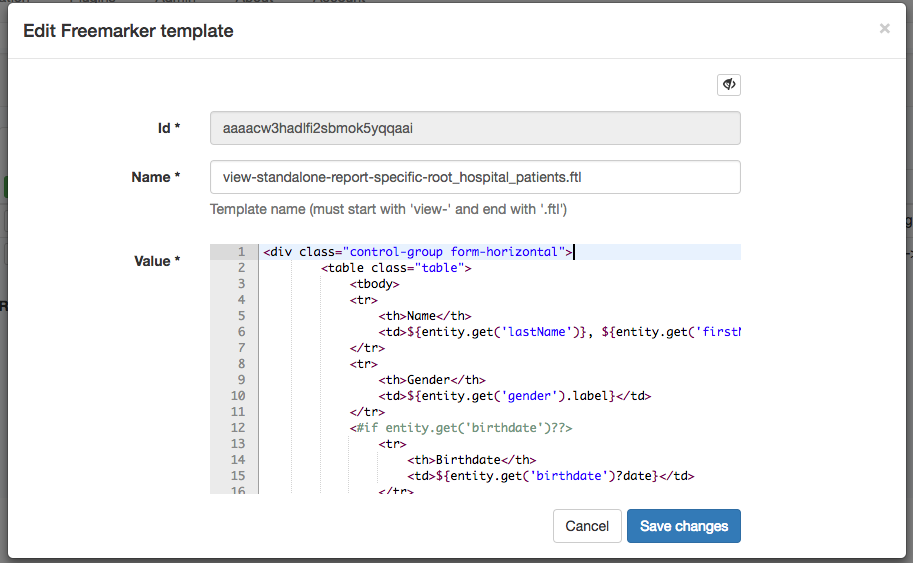 Edit Freemarker template
×
Id *
aaaacw3hadlfi2sbmok5yqqaai
Name *
view-standalone-report-specific-root_hospital_patients.ftl
Template name (must start with 'view-' and end with '.ftl')
Value *
1 <div class="control-group form-horizontal">
2 <table class="table">
3 <tbody>
4 <tr>
5 <th>Name</th>
6 <td>${entity.get('lastName')}, ${entity.get('first
7 </tr>
8 <tr>
9 <th>Gender</th>
10 <td>${entity.get('gender').label}</td>
11 </tr>
12 <#if entity.get('birthdate')??>
13 <tr>
14 <th>Birthdate</th>
15 <td>${entity.get('birthdate')?date}</td>
16 </tr>
Cancel
Save changes